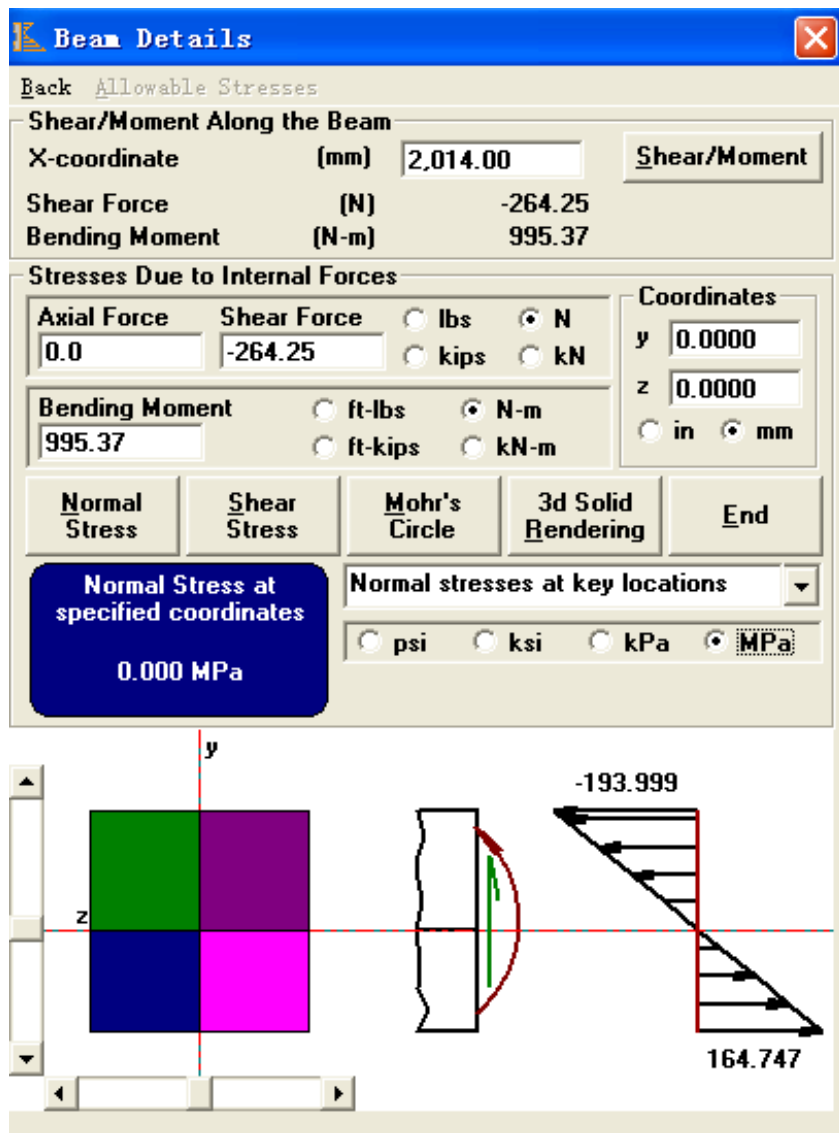 Beam Details
Back Allowable Stresses
Shear/Moment Along the Beam
X-coordinate (mm) 2,014.00 Shear/Moment
Shear Force (N) -264.25
Bending Moment (N-m) 995.37
Stresses Due to Internal Forces
Coordinates
Axial Force Shear Force lbs N
0.0 -264.25 kips kN
y 0.0000
z 0.0000
in mm
Bending Moment ft-lbs N-m
995.37 ft-kips kN-m
Normal Stress
Shear Stress
Mohr's Circle
3d Solid Rendering
End
Normal Stress at
specified coordinates
0.000 MPa
Normal stresses at key locations
psi ksi kPa MPa
y
-193.999
z
164.747